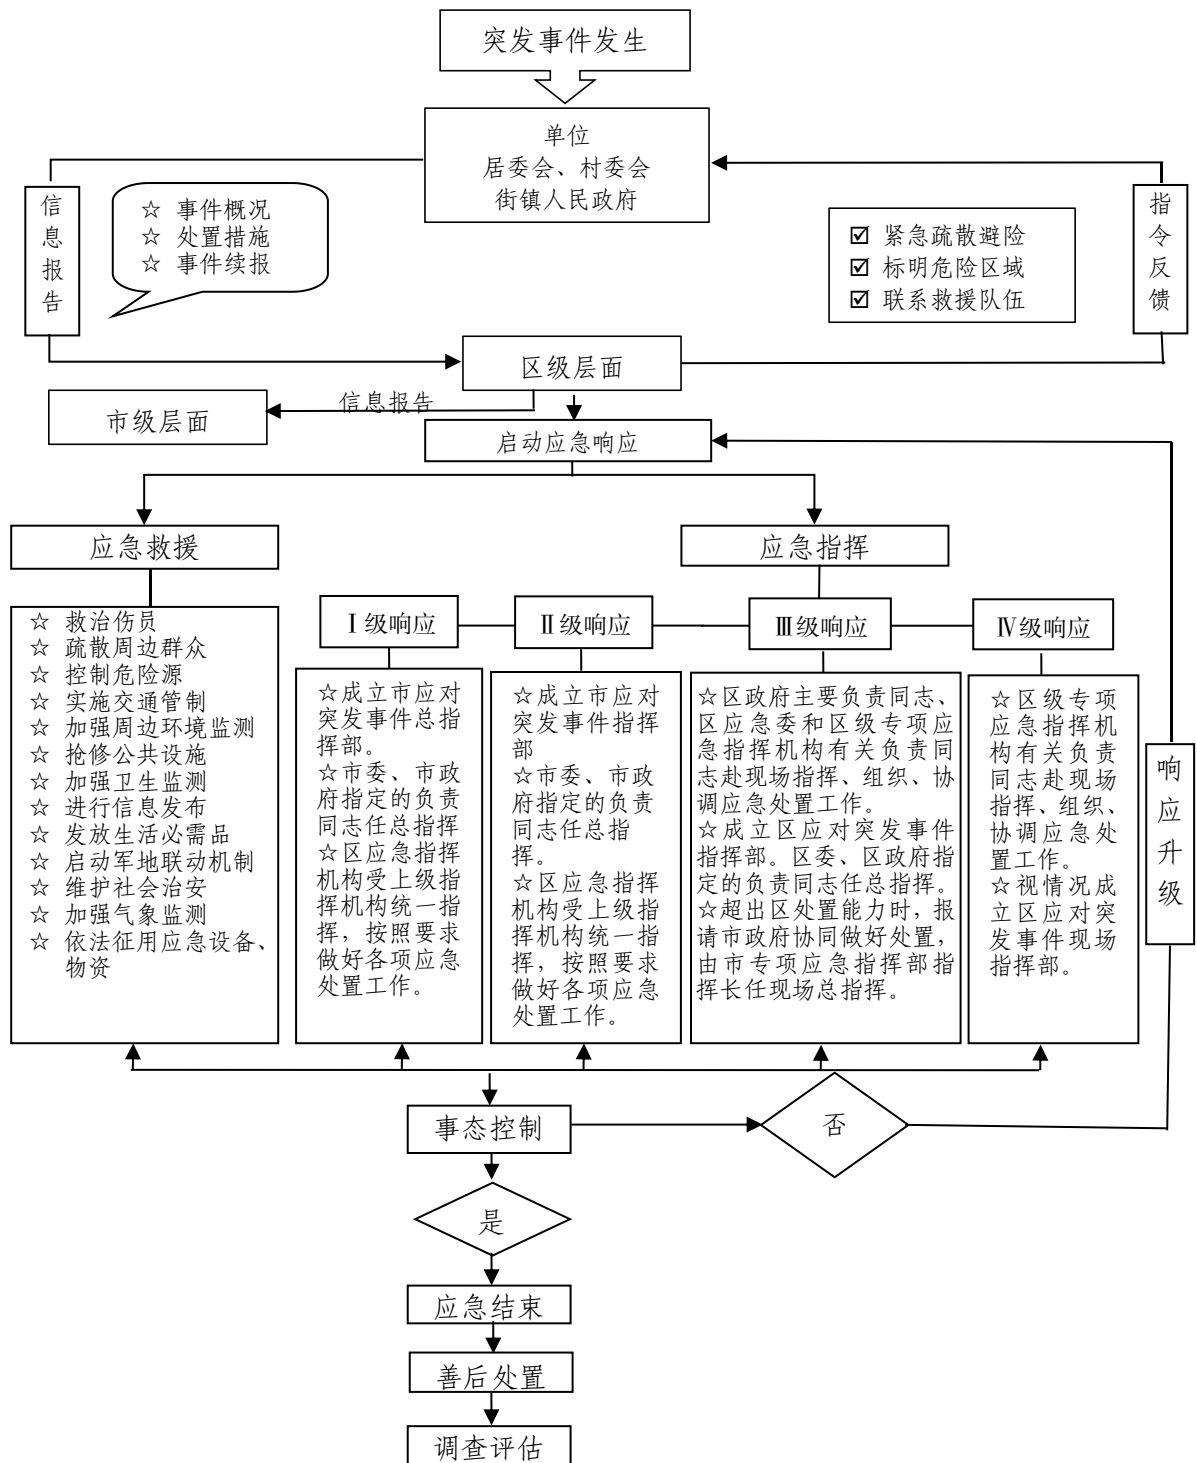 突发事件发生
单位
居委会、村委会
街镇人民政府
信
息
报
告
☆ 事件概况
☆ 处置措施
☆ 事件续报
☑ 紧急疏散避险
☑ 标明危险区域
☑ 联系救援队伍
指
令
反
馈
区级层面
信息报告
市级层面
启动应急响应
应急救援
应急指挥
☆ 救治伤员
☆ 疏散周边群众
☆ 控制危险源
☆ 实施交通管制
☆ 加强周边环境监测
☆ 抢修公共设施
☆ 加强卫生监测
☆ 进行信息发布
☆ 发放生活必需品
☆ 启动军地联动机制
☆ 维护社会治安
☆ 加强气象监测
☆ 依法征用应急设备、
物资
Ⅰ级响应
☆成立市应对
突发事件总指
挥部。
☆市委、市政
府指定的负责
同志任总指挥
☆区应急指挥
机构受上级指
挥机构统一指
挥，按照要求
做好各项应急
处置工作。
Ⅱ级响应
☆成立市应对
突发事件指挥
部
☆市委、市政
府指定的负责
同志任总指
挥。
☆区应急指挥
机构受上级指
挥机构统一指
挥，按照要求
做好各项应急
处置工作。
Ⅲ级响应
☆区政府主要负责同志、
区应急委和区级专项应
急指挥机构有关负责同
志赴现场指挥、组织、协
调应急处置工作。
☆成立区应对突发事件
指挥部。区委、区政府指
定的负责同志任总指挥。
☆超出区处置能力时，报
请市政府协同做好处置，
由市专项应急指挥部指
挥长任现场总指挥。
Ⅳ级响应
☆区级专项
应急指挥机
构有关负责
同志赴现场
指挥、组织、
协调应急处
置工作。
☆视情况成
立区应对突
发事件现场
指挥部。
响
应
升
级
事态控制
否
是
应急结束
善后处置
调查评估